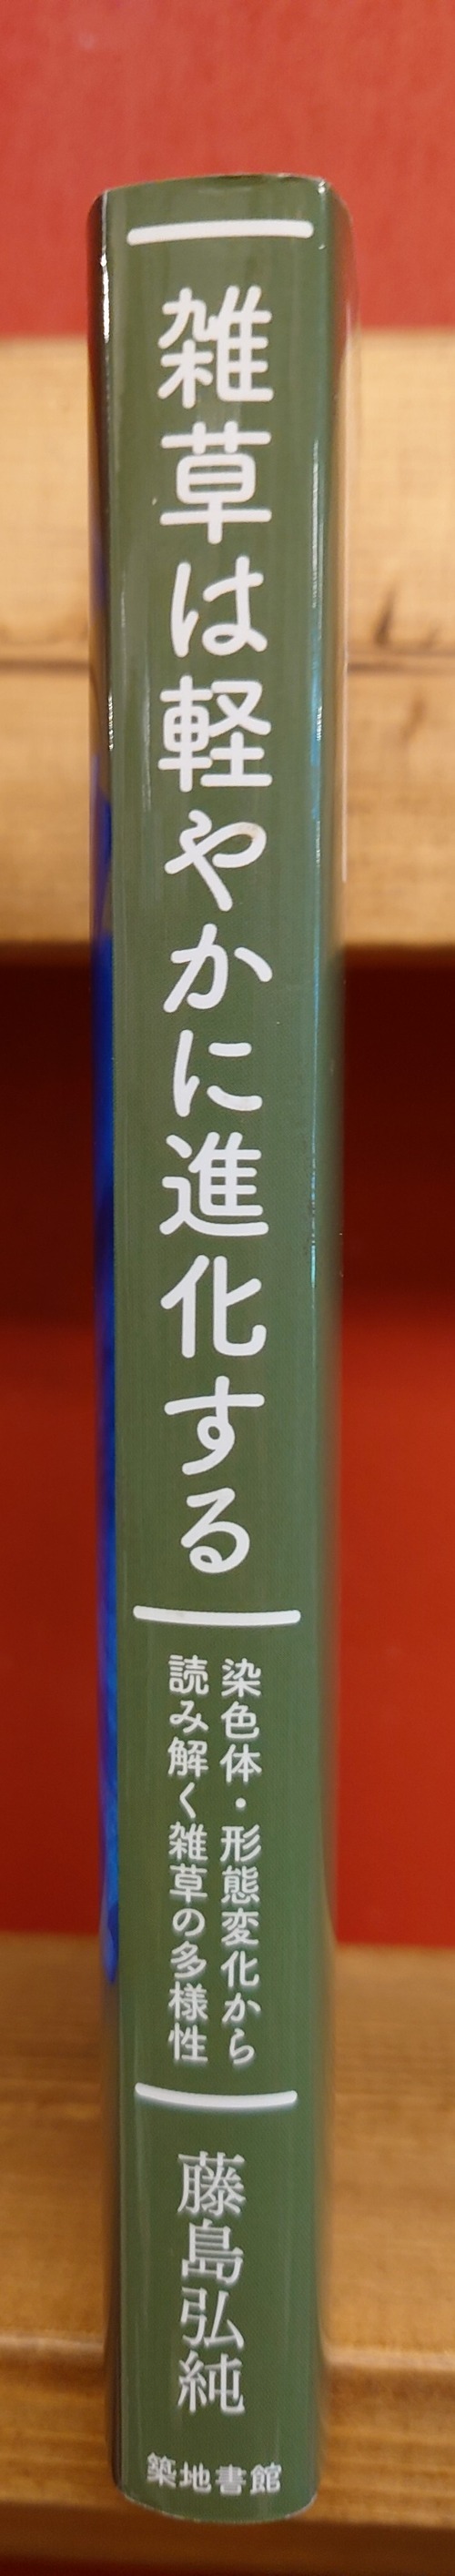 雑草は軽やかに進化する
染色体・形態変化から
読み解く雑草の多様性
藤島弘純
築地書館